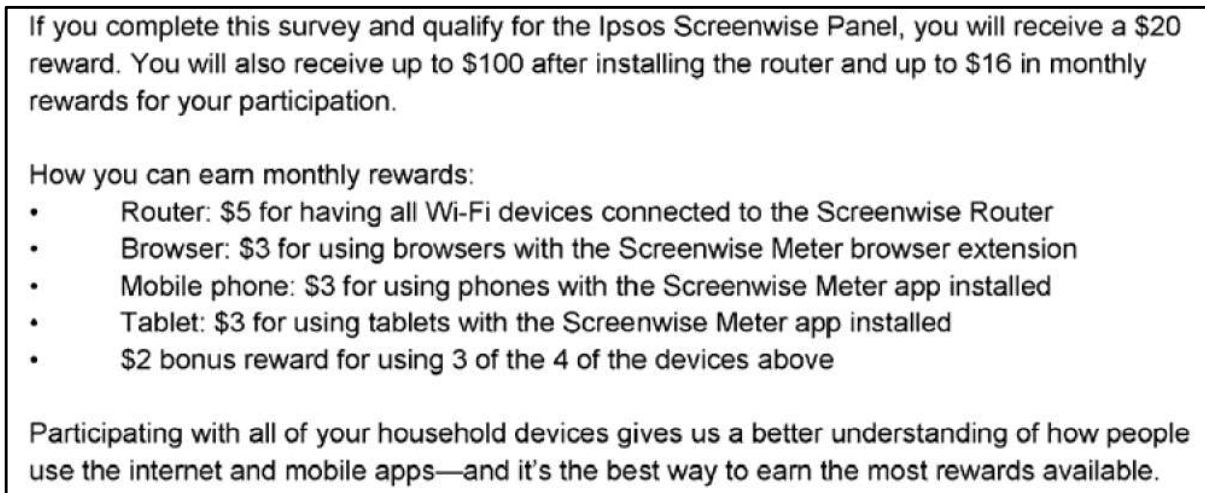 If you complete this survey and qualify for the Ipsos Screenwise Panel, you will receive a $20
reward. You will also receive up to $100 after installing the router and up to $16 in monthly
rewards for your participation.
How you can earn monthly rewards:
• Router: $5 for having all Wi-Fi devices connected to the Screenwise Router
• Browser: $3 for using browsers with the Screenwise Meter browser extension
• Mobile phone: $3 for using phones with the Screenwise Meter app installed
• Tablet: $3 for using tablets with the Screenwise Meter app installed
• $2 bonus reward for using 3 of the 4 of the devices above
Participating with all of your household devices gives us a better understanding of how people
use the internet and mobile apps—and it's the best way to earn the most rewards available.